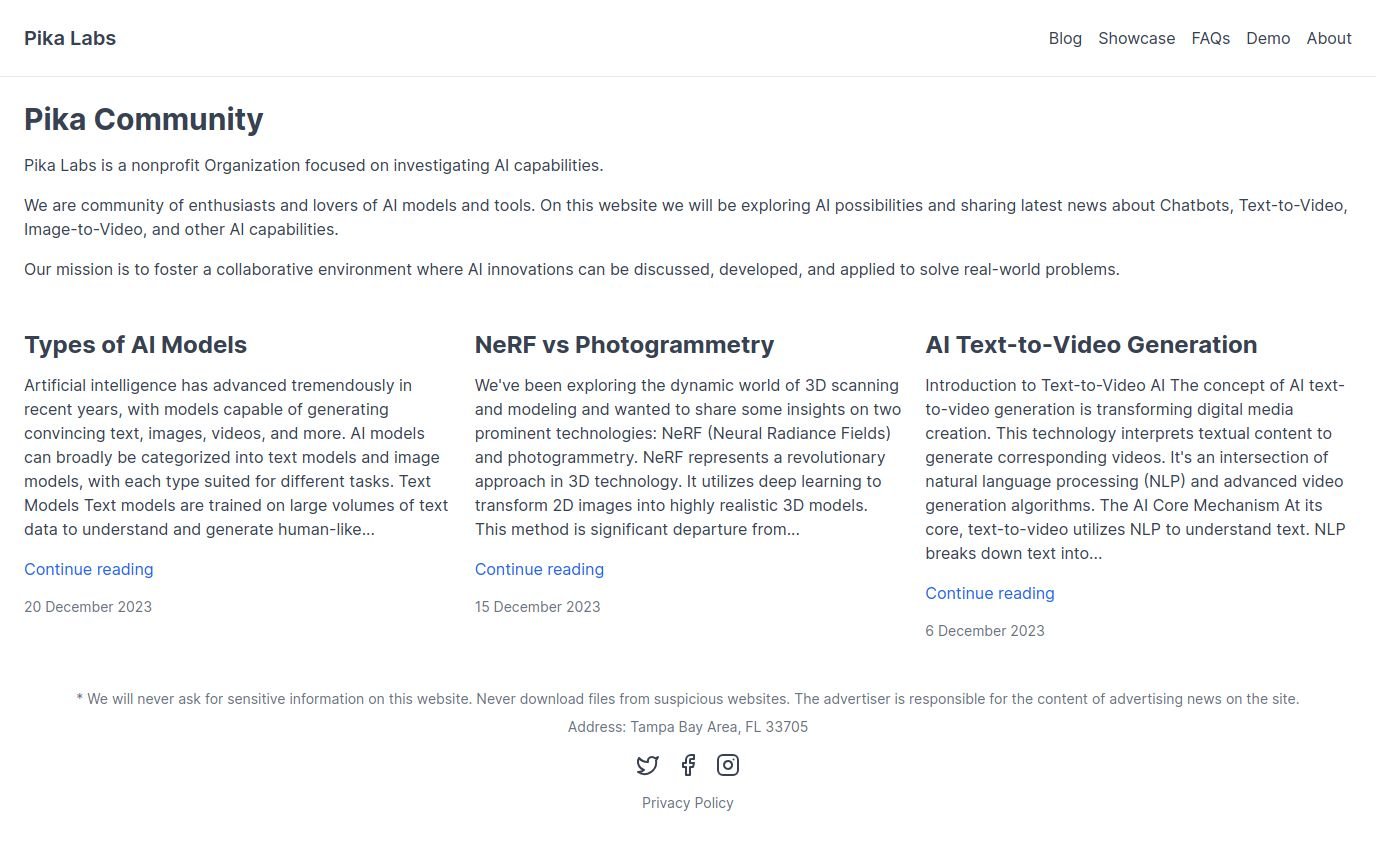 Pika Labs
Blog Showcase FAQs Demo About
Pika Community
Pika Labs is a nonprofit Organization focused on investigating AI capabilities.
We are community of enthusiasts and lovers of AI models and tools. On this website we will be exploring AI possibilities and sharing latest news about Chatbots, Text-to-Video,
Image-to-Video, and other AI capabilities.
Our mission is to foster a collaborative environment where AI innovations can be discussed, developed, and applied to solve real-world problems.
Types of AI Models
Artificial intelligence has advanced tremendously in
recent years, with models capable of generating
convincing text, images, videos, and more. AI models
can broadly be categorized into text models and image
models, with each type suited for different tasks. Text
Models Text models are trained on large volumes of text
data to understand and generate human-like...
Continue reading
20 December 2023
NeRF vs Photogrammetry
We've been exploring the dynamic world of 3D scanning
and modeling and wanted to share some insights on two
prominent technologies: NeRF (Neural Radiance Fields)
and photogrammetry. NeRF represents a revolutionary
approach in 3D technology. It utilizes deep learning to
transform 2D images into highly realistic 3D models.
This method is significant departure from...
Continue reading
15 December 2023
AI Text-to-Video Generation
Introduction to Text-to-Video AI The concept of AI text-
to-video generation is transforming digital media
creation. This technology interprets textual content to
generate corresponding videos. It's an intersection of
natural language processing (NLP) and advanced video
generation algorithms. The AI Core Mechanism At its
core, text-to-video utilizes NLP to understand text. NLP
breaks down text into...
Continue reading
6 December 2023
* We will never ask for sensitive information on this website. Never download files from suspicious websites. The advertiser is responsible for the content of advertising news on the site.
Address: Tampa Bay Area, FL 33705
Privacy Policy